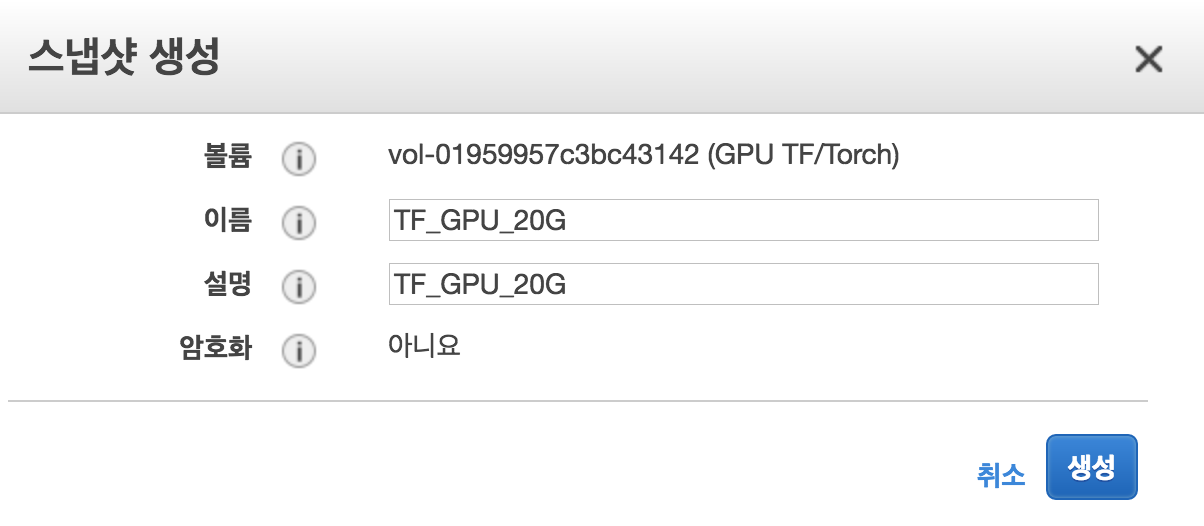 스냅샷 생성
볼륨 vol-01959957c3bc43142 (GPU TF/Torch)
이름 TF_GPU_20G
설명 TF_GPU_20G
암호화 아니요
취소 생성